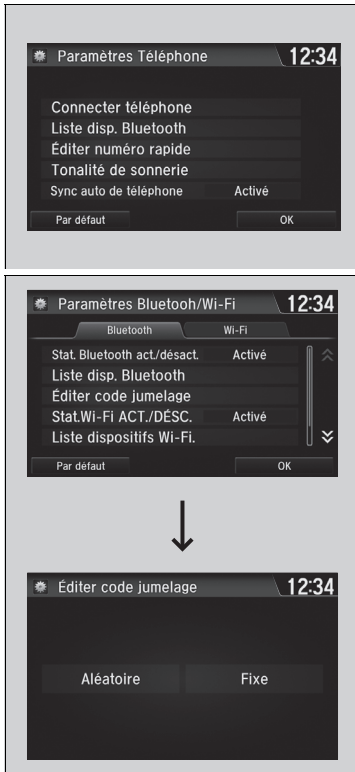 Paramètres Téléphone 12:34
Connecter téléphone
Liste disp. Bluetooth
Éditer numéro rapide
Tonalité de sonnerie
Sync auto de téléphone Activé
Par défaut OK
Paramètres Bluetooh/Wi-Fi 12:34
Bluetooth Wi-Fi
Stat. Bluetooth act./désact. Activé
Liste disp. Bluetooth
Éditer code jumelage
Stat.Wi-Fi ACT./DÉSC. Activé
Liste dispositifs Wi-Fi.
Par défaut OK
Éditer code jumelage 12:34
Aléatoire Fixe